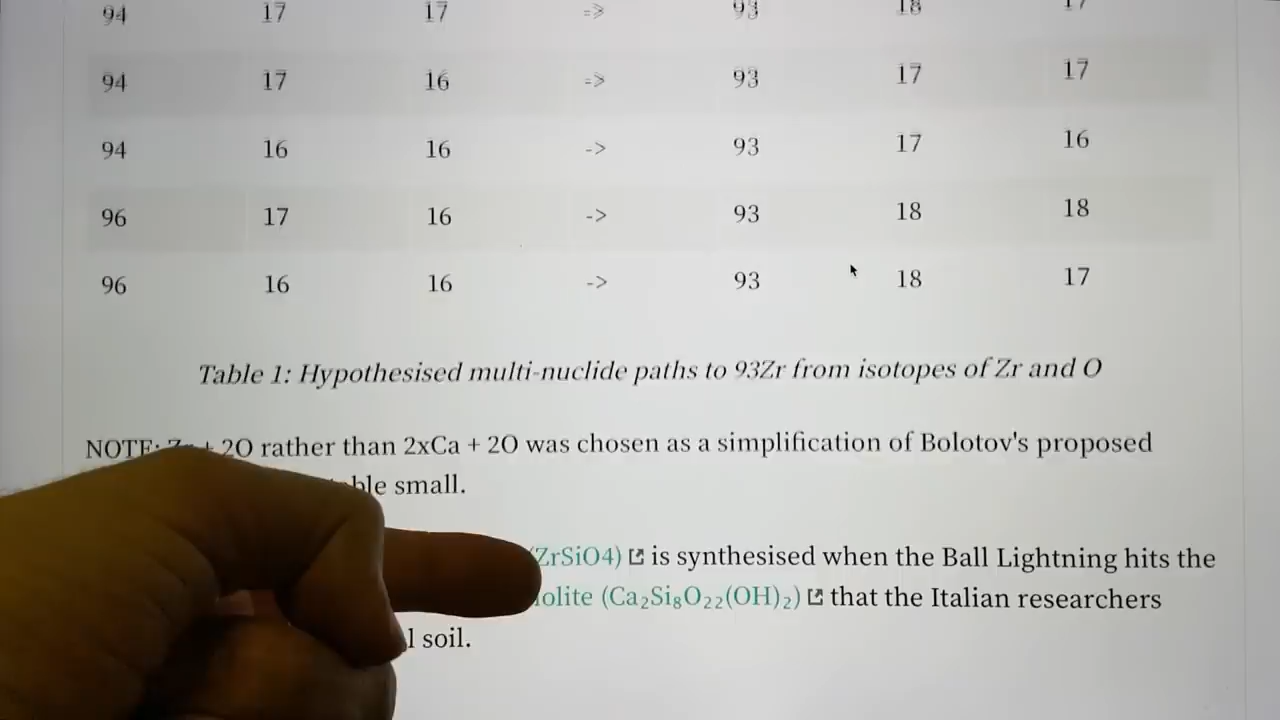 94 17 17 => 93 18 17
94 17 16 => 93 17 17
94 16 16 -> 93 17 16
96 17 16 -> 93 18 18
96 16 16 -> 93 18 17
Table 1: Hypothesised multi-nuclide paths to 93Zr from isotopes of Zr and O
NOTE: Zr + 2O rather than 2xCa + 2O was chosen as a simplification of Bolotov's proposed
small.
(ZrSiO4) is synthesised when the Ball Lightning hits the
(Ca₂Si₈O₂₂(OH)₂) that the Italian researchers
soil.